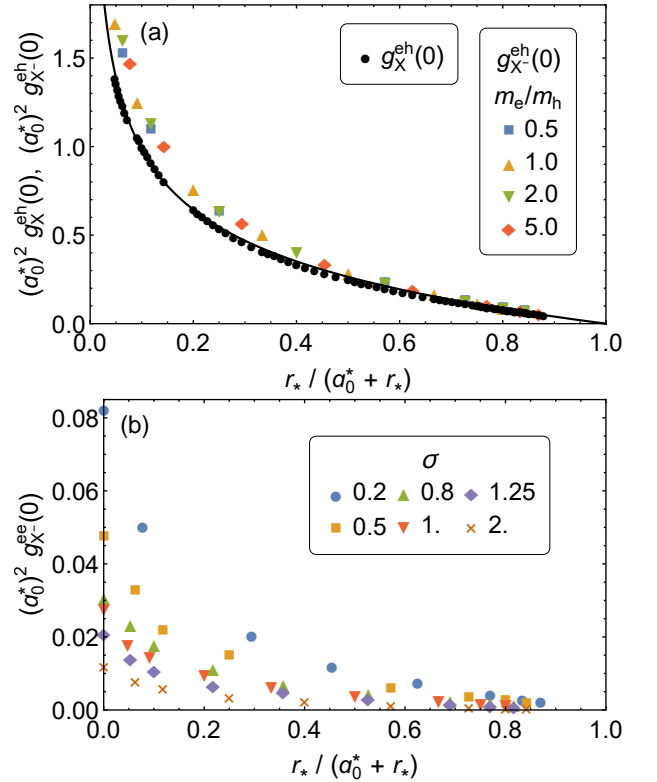 (a)
(a₀*)² g_X^eh(0), (a₀*)² g_X⁻^eh(0)
1.5
1.0
0.5
0.0
g_X^eh(0)
g_X⁻^eh(0)
m_e/m_h
0.5
1.0
2.0
5.0
0.0 0.2 0.4 0.6 0.8 1.0
r_* / (a₀* + r_*)
(b)
(a₀*)² g_X⁻^ee(0)
0.08
0.06
0.04
0.02
0.00
σ
0.2 0.8 1.25
0.5 1. 2.
0.0 0.2 0.4 0.6 0.8 1.0
r_* / (a₀* + r_*)